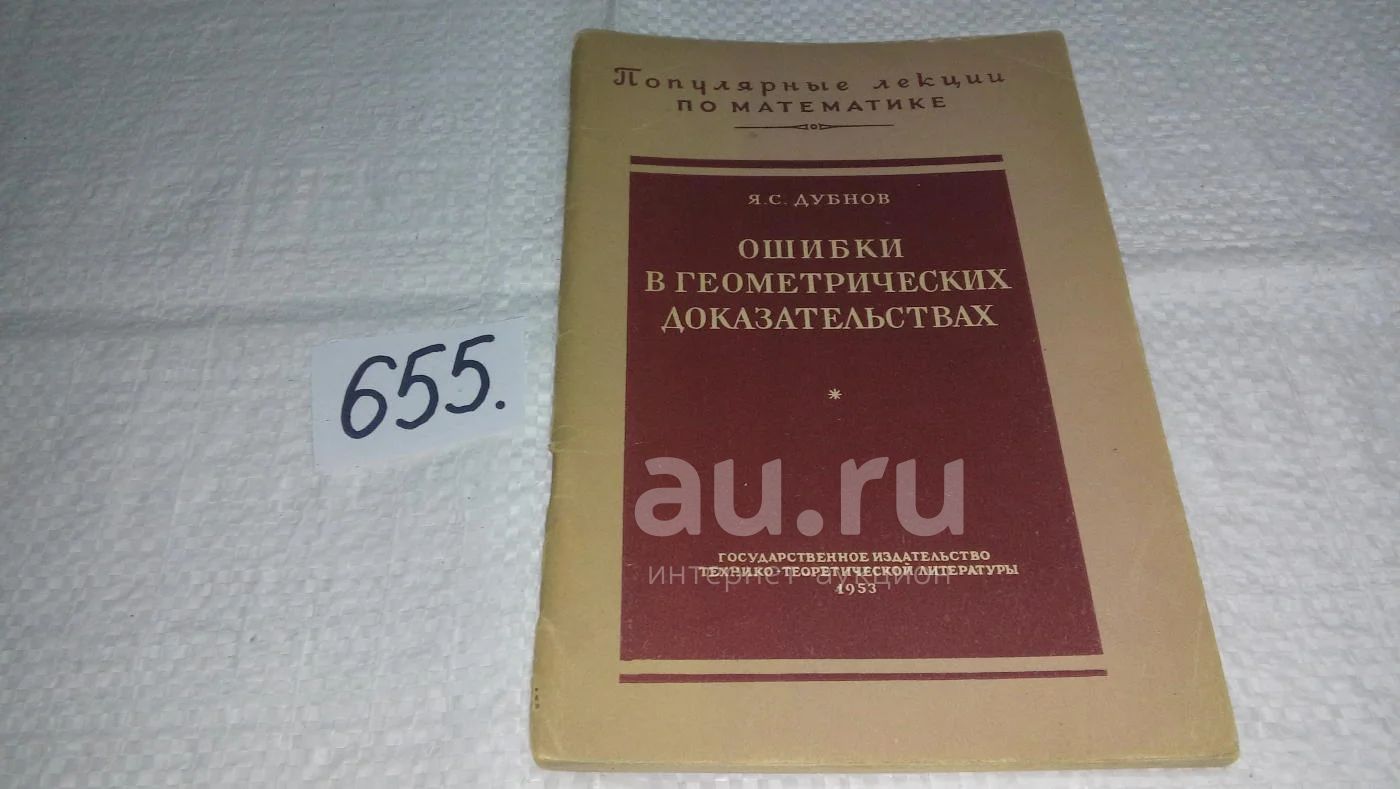 Популярные лекции
ПО МАТЕМАТИКЕ
Я.С. ДУБНОВ
ОШИБКИ
В ГЕОМЕТРИЧЕСКИХ
ДОКАЗАТЕЛЬСТВАХ
*
655.
au.ru
интернет-аукцион
ГОСУДАРСТВЕННОЕ ИЗДАТЕЛЬСТВО
ТЕХНИКО-ТЕОРЕТИЧЕСКОЙ ЛИТЕРАТУРЫ
1953